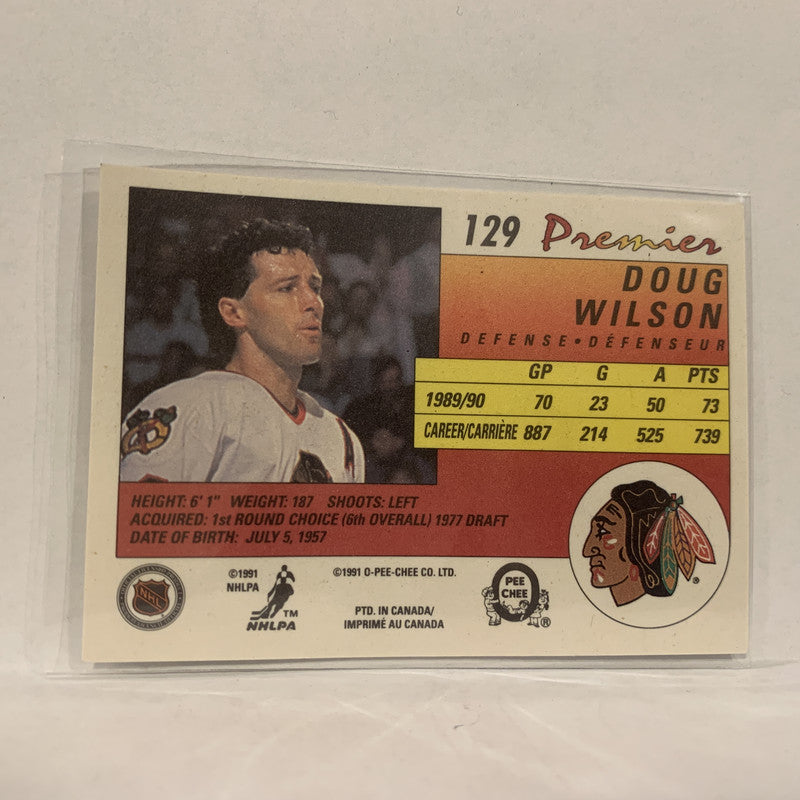 129 Premier
DOUG
WILSON
DEFENSE • DÉFENSEUR
GP G A PTS
1989/90 70 23 50 73
CAREER/CARRIÈRE 887 214 525 739
HEIGHT: 6' 1" WEIGHT: 187 SHOOTS: LEFT
ACQUIRED: 1st ROUND CHOICE (6th OVERALL) 1977 DRAFT
DATE OF BIRTH: JULY 5, 1957
NHL
©1991
NHLPA
TM
NHLPA
©1991 O-PEE-CHEE CO. LTD.
PTD. IN CANADA/
IMPRIMÉ AU CANADA
PEE
CHEE
®
®